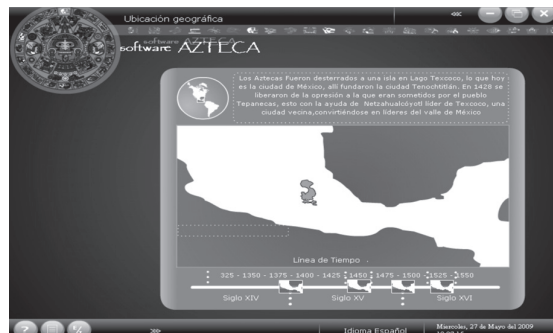 Ubicación geográfica
software AZTECA
software AZTECA
Los Aztecas Fueron desterrados a una isla en Lago Texcoco, lo que hoy
es la ciudad de México, allí fundaron la ciudad Tenochtitlán. En 1428 se
liberaron de la opresión a la que eran sometidos por el pueblo
Tepanecas, esto con la ayuda de Netzahualcóyotl líder de Texcoco, una
ciudad vecina,convirtiéndose en líderes del valle de México
Línea de Tiempo
325 - 1350 - 1375 - 1400 - 1425 1450 1475 - 1500 - 1525 - 1550
Siglo XIV Siglo XV Siglo XVI
Idioma Español
Miercoles, 27 de Mayo del 2009